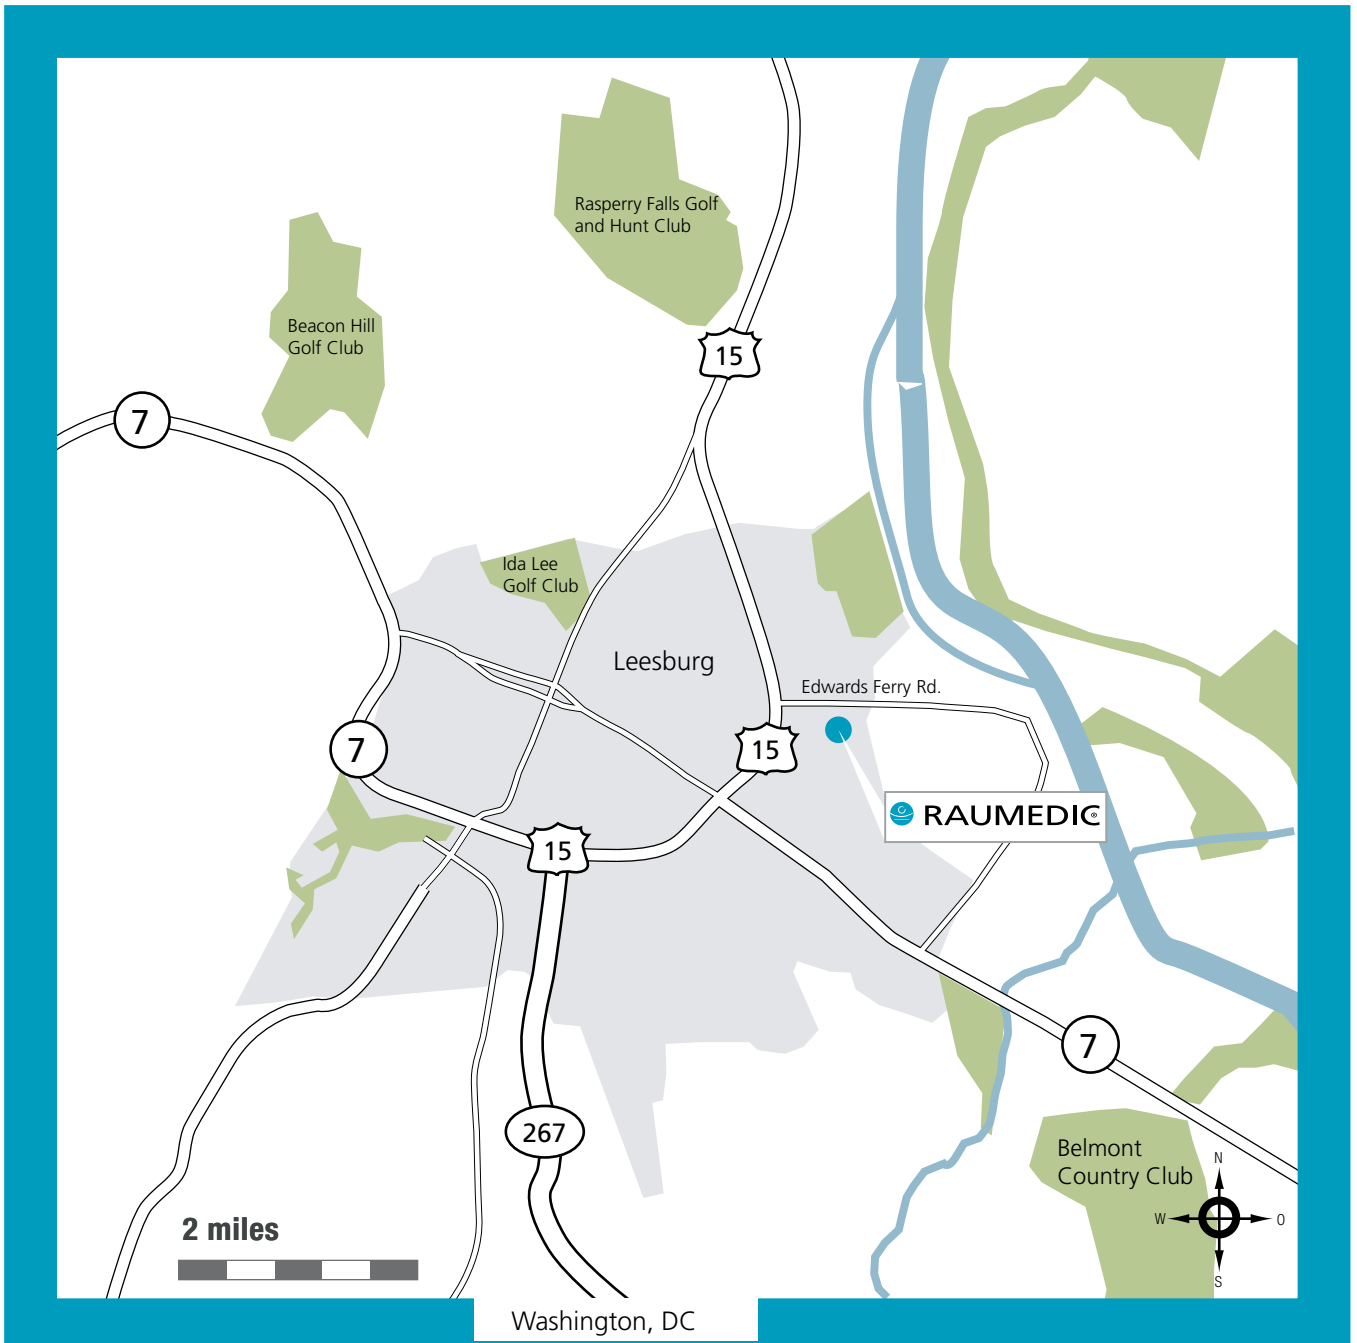 Rasperry Falls Golf
and Hunt Club
Beacon Hill
Golf Club
15
7
Ida Lee
Golf Club
Leesburg
Edwards Ferry Rd.
7
15
RAUMEDIC®
15
7
267
Belmont
Country Club
N
W
O
S
2 miles
Washington, DC